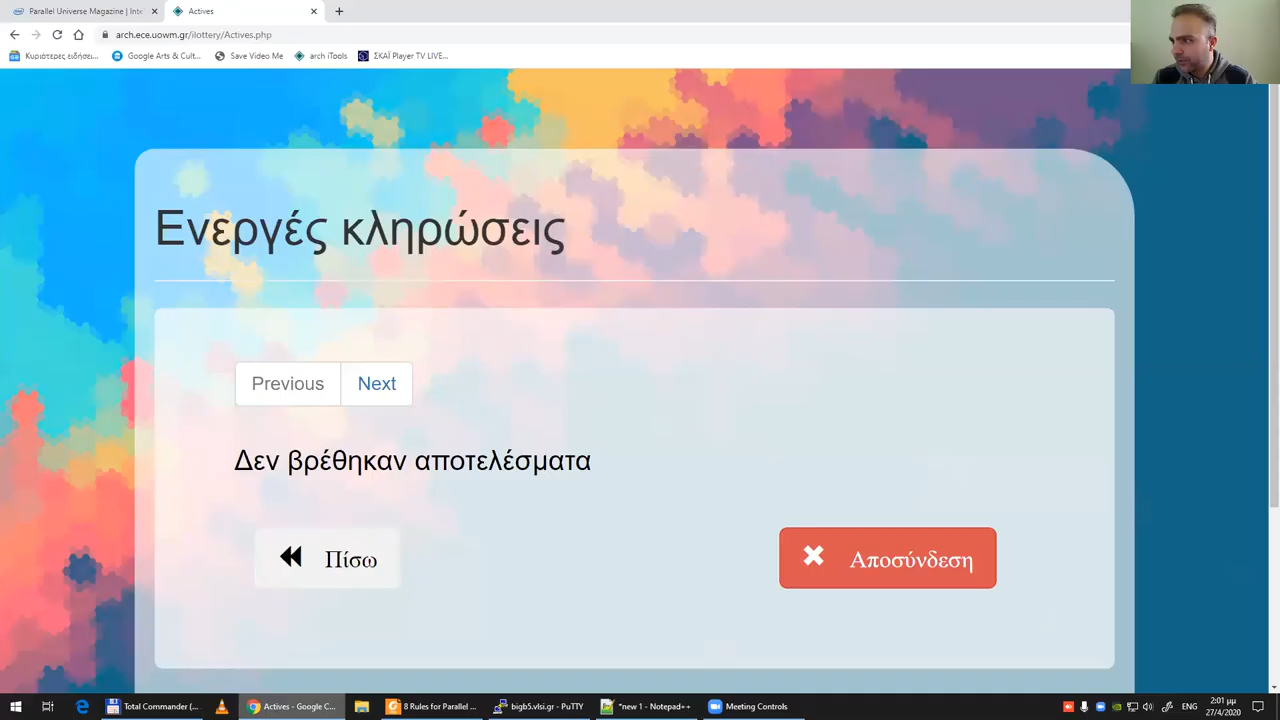 Parallel Universe Magazine | Inte
Actives
arch.ece.uowm.gr/ilottery/Actives.php
Κυριότερες ειδήσει...
Google Arts & Cult...
Save Video Me
arch iTools
ΣΚΑΪ Player TV LIVE...
Ενεργές κληρώσεις
Previous
Next
Δεν βρέθηκαν αποτελέσματα
Πίσω
Αποσύνδεση
Total Commander (...
Actives - Google C...
8 Rules for Parallel ...
bigb5.vlsi.gr - PuTTY
*new 1 - Notepad++
Meeting Controls
ENG
2:01 μμ
27/4/2020